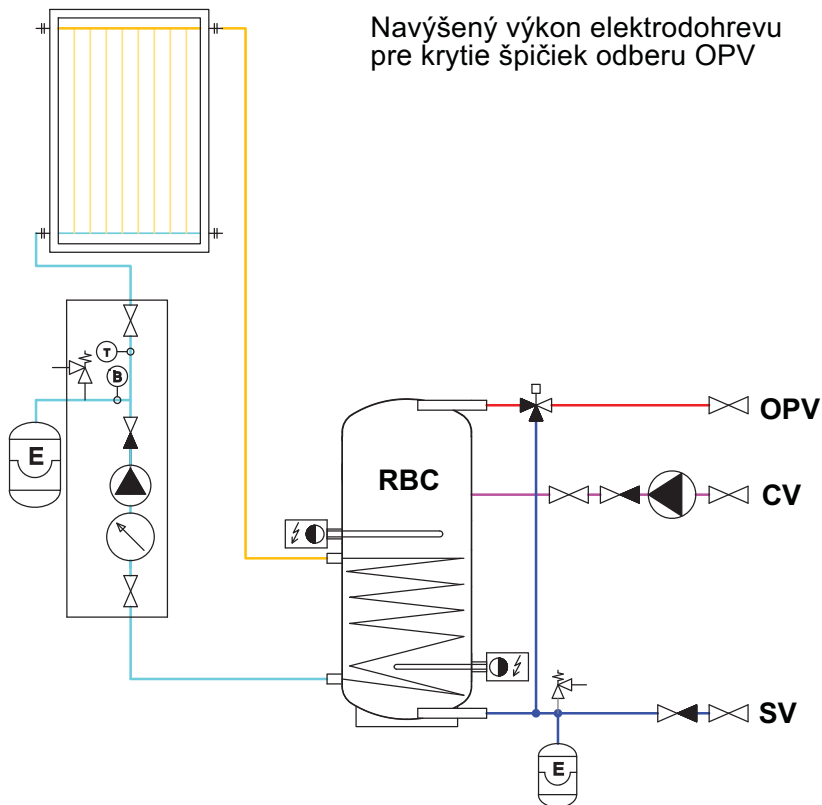 Navýšený výkon elektrodohrevu
pre krytie špičiek odberu OPV
T
B
E
RBC
OPV
CV
SV
E